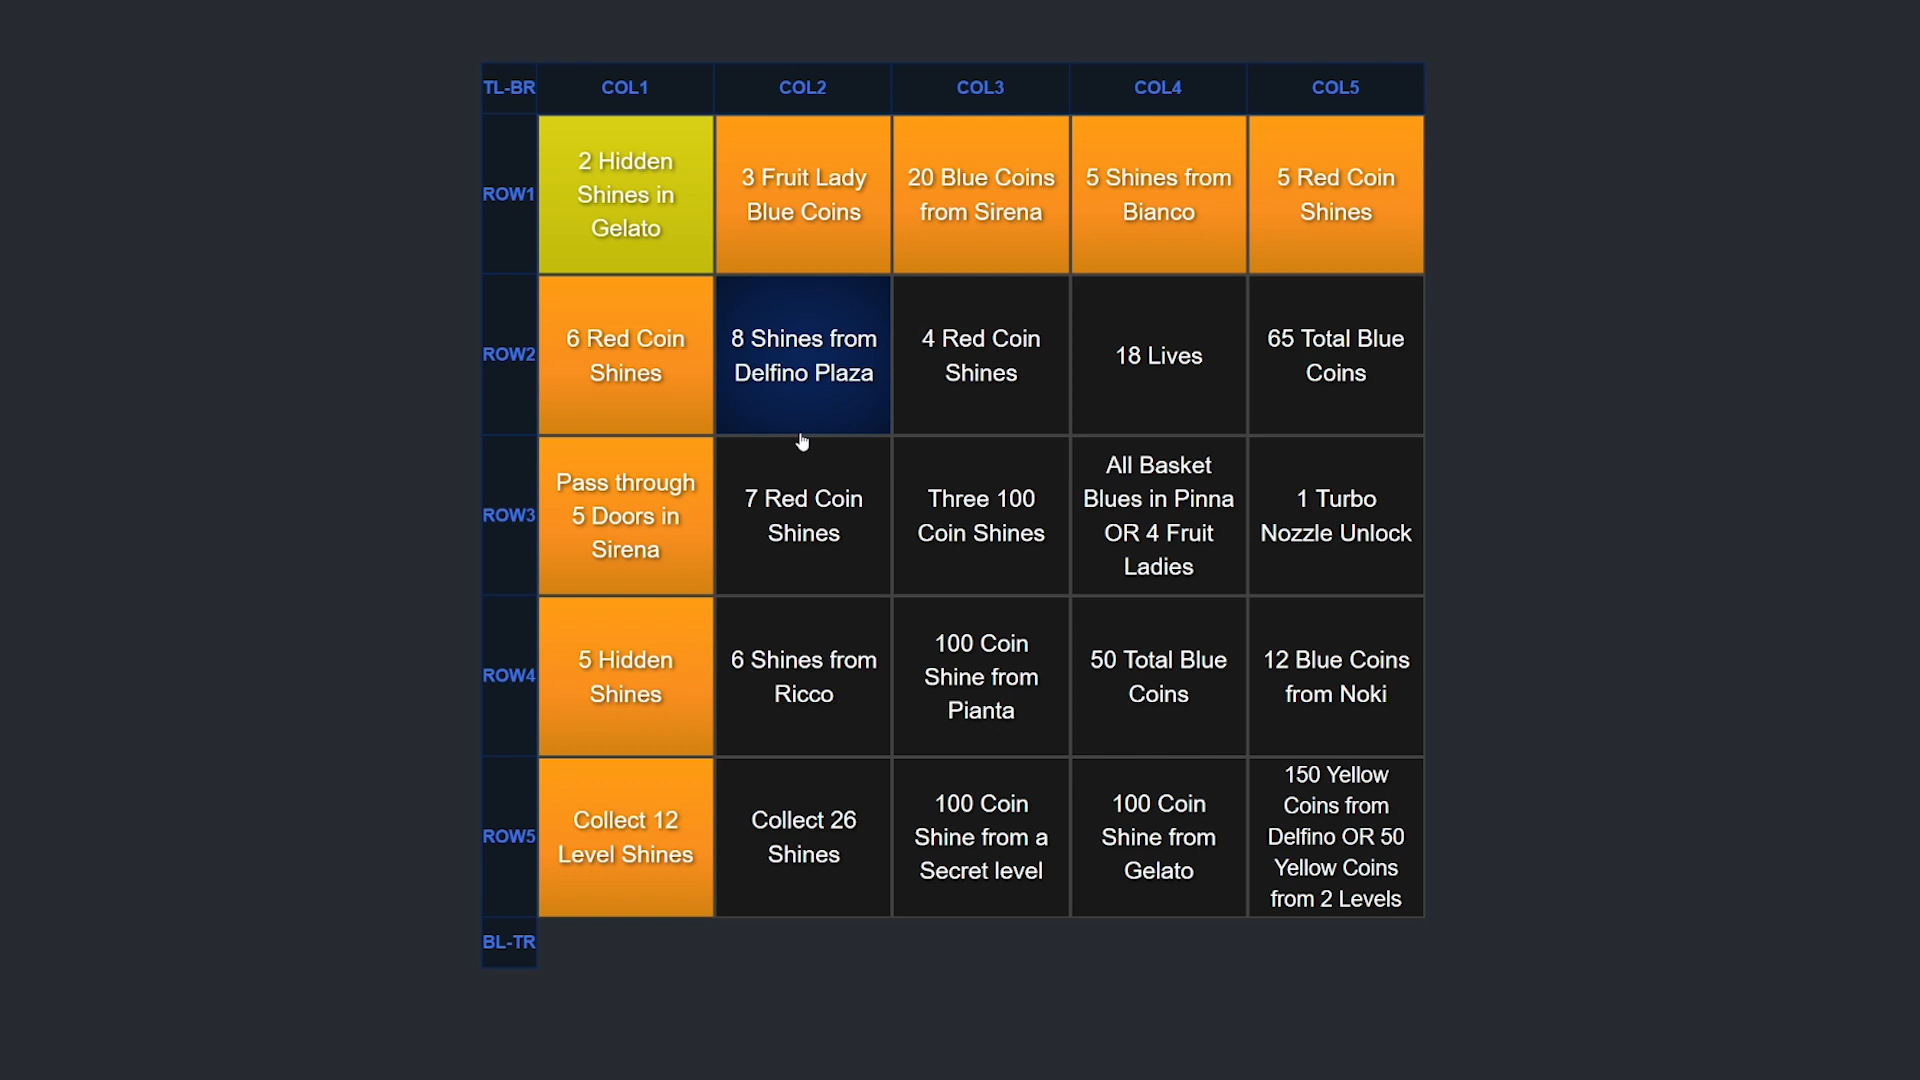 TL-BR COL1 COL2 COL3 COL4 COL5
ROW1
2 Hidden
Shines in
Gelato
3 Fruit Lady
Blue Coins
20 Blue Coins
from Sirena
5 Shines from
Bianco
5 Red Coin
Shines
ROW2
6 Red Coin
Shines
8 Shines from
Delfino Plaza
4 Red Coin
Shines
18 Lives
65 Total Blue
Coins
ROW3
Pass through
5 Doors in
Sirena
7 Red Coin
Shines
Three 100
Coin Shines
All Basket
Blues in Pinna
OR 4 Fruit
Ladies
1 Turbo
Nozzle Unlock
ROW4
5 Hidden
Shines
6 Shines from
Ricco
100 Coin
Shine from
Pianta
50 Total Blue
Coins
12 Blue Coins
from Noki
ROW5
Collect 12
Level Shines
Collect 26
Shines
100 Coin
Shine from a
Secret level
100 Coin
Shine from
Gelato
150 Yellow
Coins from
Delfino OR 50
Yellow Coins
from 2 Levels
BL-TR